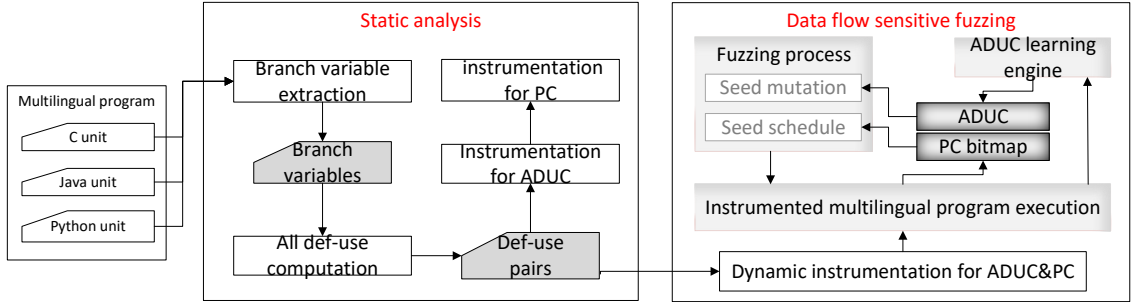 Static analysis
Data flow sensitive fuzzing
Multilingual program
C unit
Java unit
Python unit
Branch variable
extraction
Branch
variables
All def-use
computation
instrumentation
for PC
Instrumentation
for ADUC
Def-use
pairs
Fuzzing process
Seed mutation
Seed schedule
ADUC learning
engine
ADUC
PC bitmap
Instrumented multilingual program execution
Dynamic instrumentation for ADUC&PC